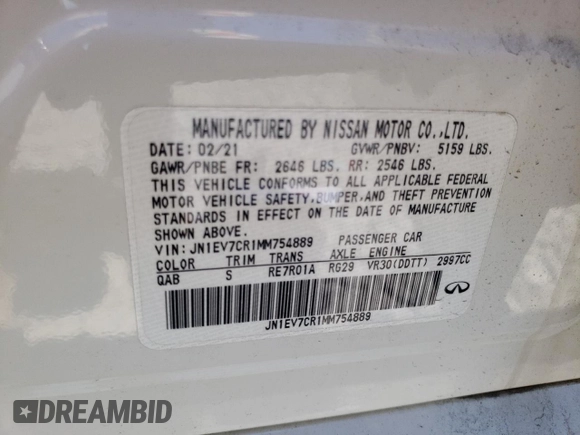 MANUFACTURED BY NISSAN MOTOR CO.,LTD.
DATE: 02/21 GVWR/PNBV: 5159 LBS.
GAWR/PNBE FR: 2646 LBS. RR: 2546 LBS.
THIS VEHICLE CONFORMS TO ALL APPLICABLE FEDERAL
MOTOR VEHICLE SAFETY,BUMPER,AND THEFT PREVENTION
STANDARDS IN EFFECT ON THE DATE OF MANUFACTURE
SHOWN ABOVE.
VIN: JN1EV7CR1MM754889 PASSENGER CAR
COLOR TRIM TRANS AXLE ENGINE
QAB S RE7R01A RG29 VR30(DDTT) 2997CC
JN1EV7CR1MM754889
DREAMBID